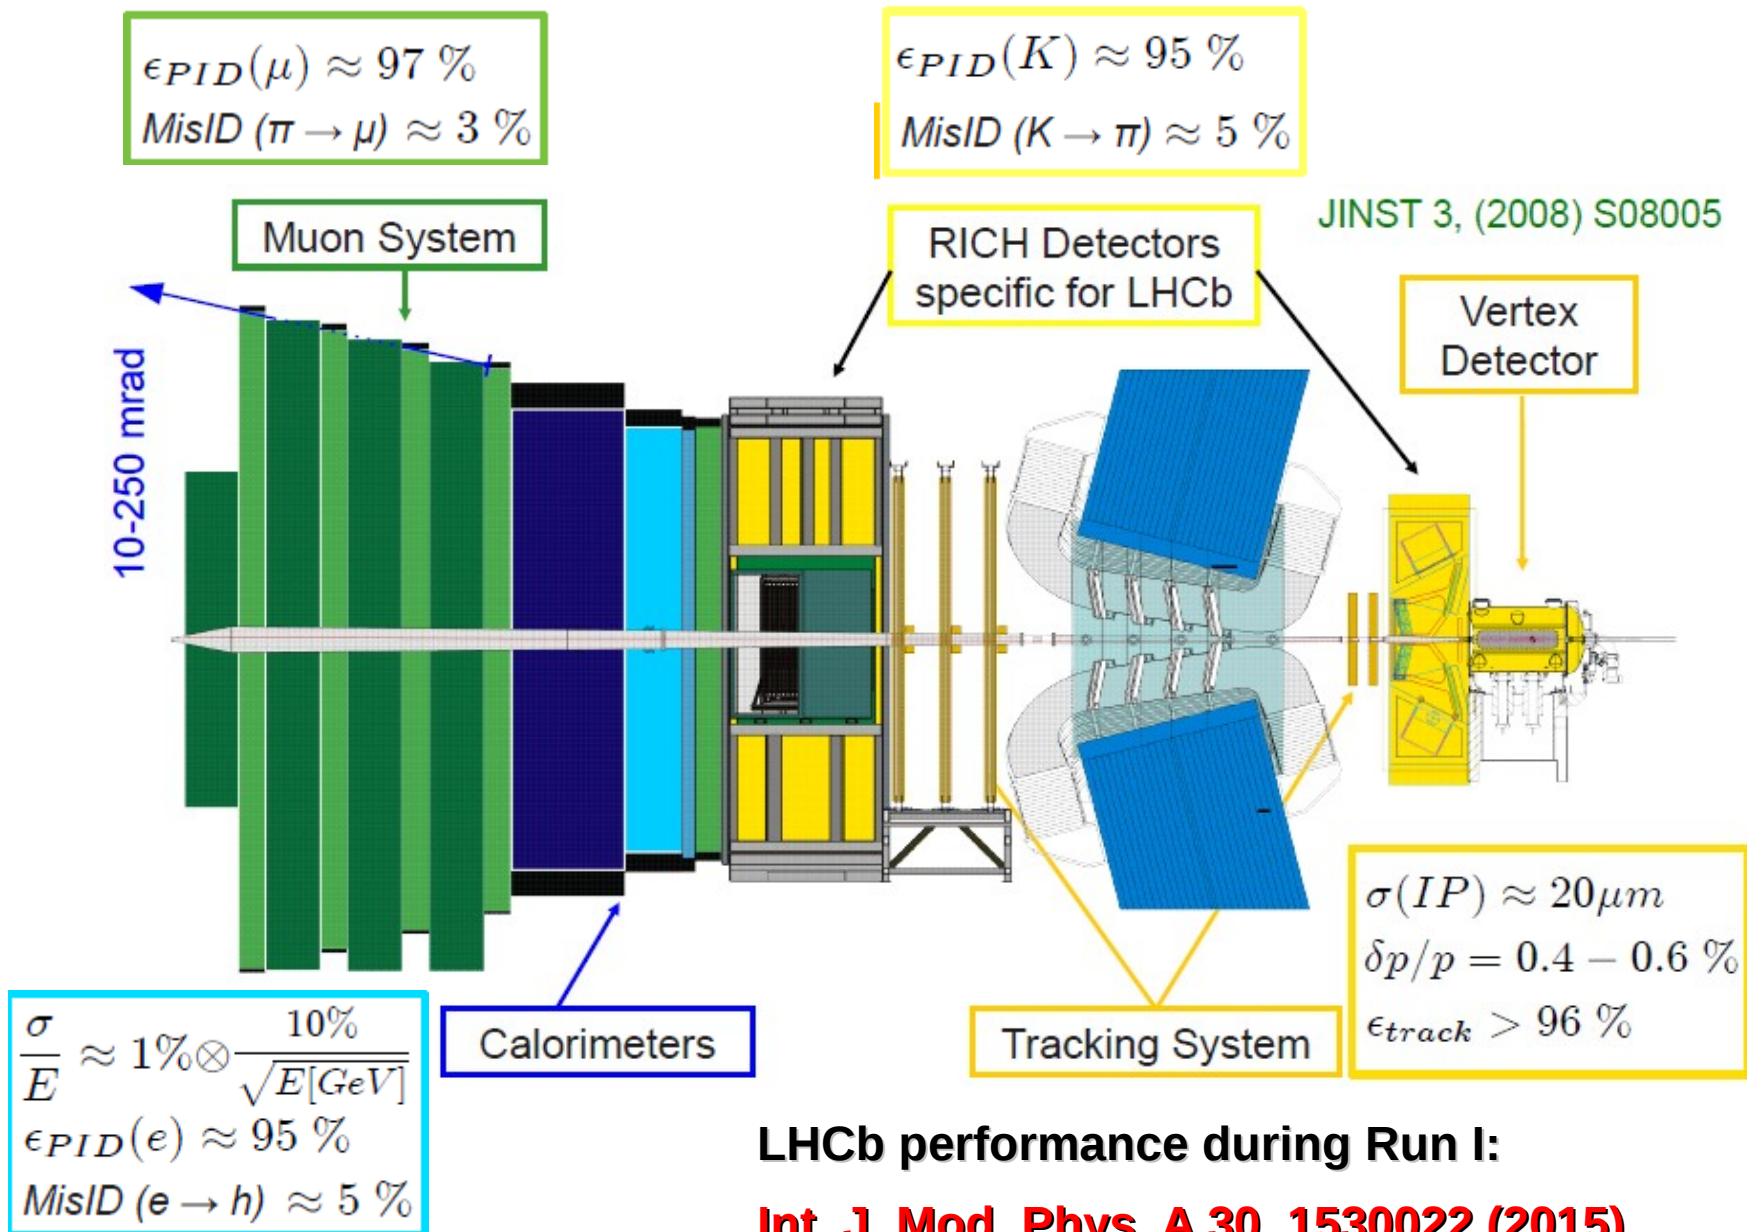 ϵ_PID(μ) ≈ 97 %
MisID (π → μ) ≈ 3 %
ϵ_PID(K) ≈ 95 %
MisID (K → π) ≈ 5 %
JINST 3, (2008) S08005
Muon System
RICH Detectors
specific for LHCb
Vertex
Detector
10-250 mrad
σ(IP) ≈ 20μm
δp/p = 0.4 − 0.6 %
ϵ_track > 96 %
Calorimeters
Tracking System
σ/E ≈ 1% ⊗ 10%/√E[GeV]
ϵ_PID(e) ≈ 95 %
MisID (e → h) ≈ 5 %
LHCb performance during Run I:
Int. J. Mod. Phys. A 30, 1530022 (2015)